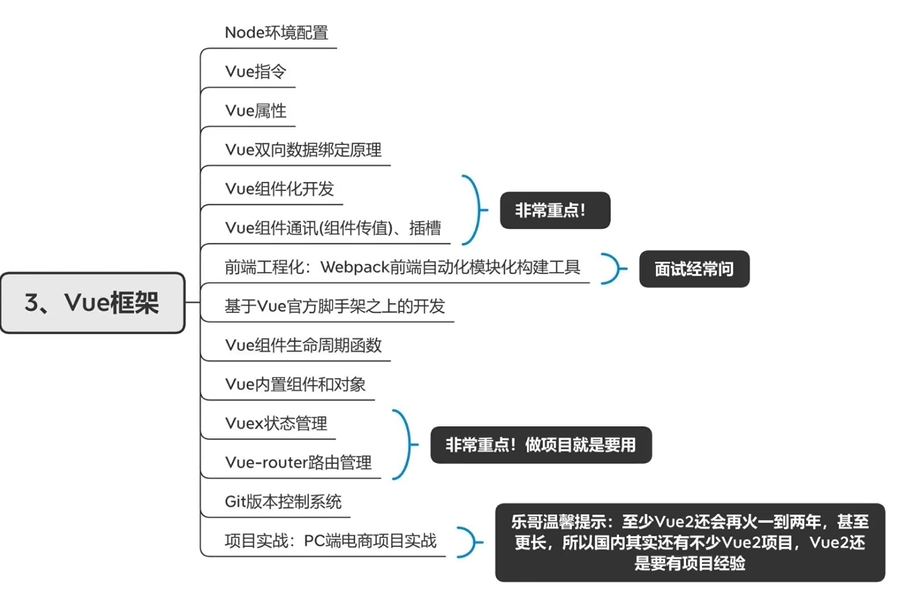 Node环境配置
Vue指令
Vue属性
Vue双向数据绑定原理
Vue组件化开发
非常重点！
Vue组件通讯(组件传值)、插槽
前端工程化：Webpack前端自动化模块化构建工具
面试经常问
3、Vue框架
基于Vue官方脚手架之上的开发
Vue组件生命周期函数
Vue内置组件和对象
Vuex状态管理
非常重点！做项目就是要用
Vue-router路由管理
Git版本控制系统
项目实战：PC端电商项目实战
乐哥温馨提示：至少Vue2还会再火一到两年，甚至
更长，所以国内其实还有不少Vue2项目，Vue2还
是要有项目经验